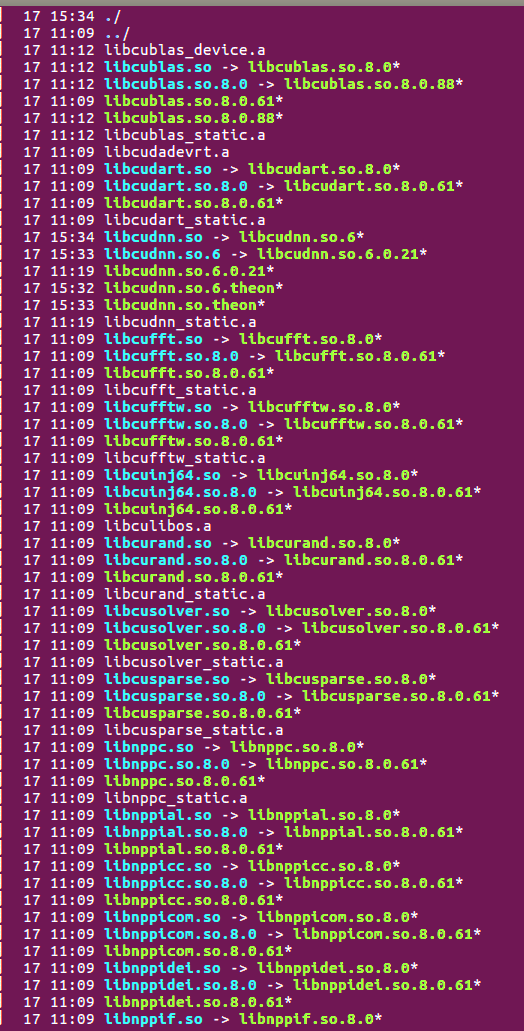 17 15:34 ./
17 11:09 ../
17 11:12 libcublas_device.a
17 11:12 libcublas.so -> libcublas.so.8.0*
17 11:12 libcublas.so.8.0 -> libcublas.so.8.0.88*
17 11:09 libcublas.so.8.0.61*
17 11:12 libcublas.so.8.0.88*
17 11:12 libcublas_static.a
17 11:09 libcudadevrt.a
17 11:09 libcudart.so -> libcudart.so.8.0*
17 11:09 libcudart.so.8.0 -> libcudart.so.8.0.61*
17 11:09 libcudart.so.8.0.61*
17 11:09 libcudart_static.a
17 15:34 libcudnn.so -> libcudnn.so.6*
17 15:33 libcudnn.so.6 -> libcudnn.so.6.0.21*
17 11:19 libcudnn.so.6.0.21*
17 15:32 libcudnn.so.6.theon*
17 15:33 libcudnn.so.theon*
17 11:19 libcudnn_static.a
17 11:09 libcufft.so -> libcufft.so.8.0*
17 11:09 libcufft.so.8.0 -> libcufft.so.8.0.61*
17 11:09 libcufft.so.8.0.61*
17 11:09 libcufft_static.a
17 11:09 libcufftw.so -> libcufftw.so.8.0*
17 11:09 libcufftw.so.8.0 -> libcufftw.so.8.0.61*
17 11:09 libcufftw.so.8.0.61*
17 11:09 libcufftw_static.a
17 11:09 libcuinj64.so -> libcuinj64.so.8.0*
17 11:09 libcuinj64.so.8.0 -> libcuinj64.so.8.0.61*
17 11:09 libcuinj64.so.8.0.61*
17 11:09 libculibos.a
17 11:09 libcurand.so -> libcurand.so.8.0*
17 11:09 libcurand.so.8.0 -> libcurand.so.8.0.61*
17 11:09 libcurand.so.8.0.61*
17 11:09 libcurand_static.a
17 11:09 libcusolver.so -> libcusolver.so.8.0*
17 11:09 libcusolver.so.8.0 -> libcusolver.so.8.0.61*
17 11:09 libcusolver.so.8.0.61*
17 11:09 libcusolver_static.a
17 11:09 libcusparse.so -> libcusparse.so.8.0*
17 11:09 libcusparse.so.8.0 -> libcusparse.so.8.0.61*
17 11:09 libcusparse.so.8.0.61*
17 11:09 libcusparse_static.a
17 11:09 libnppc.so -> libnppc.so.8.0*
17 11:09 libnppc.so.8.0 -> libnppc.so.8.0.61*
17 11:09 libnppc.so.8.0.61*
17 11:09 libnppc_static.a
17 11:09 libnppial.so -> libnppial.so.8.0*
17 11:09 libnppial.so.8.0 -> libnppial.so.8.0.61*
17 11:09 libnppial.so.8.0.61*
17 11:09 libnppicc.so -> libnppicc.so.8.0*
17 11:09 libnppicc.so.8.0 -> libnppicc.so.8.0.61*
17 11:09 libnppicc.so.8.0.61*
17 11:09 libnppicom.so -> libnppicom.so.8.0*
17 11:09 libnppicom.so.8.0 -> libnppicom.so.8.0.61*
17 11:09 libnppicom.so.8.0.61*
17 11:09 libnppidei.so -> libnppidei.so.8.0*
17 11:09 libnppidei.so.8.0 -> libnppidei.so.8.0.61*
17 11:09 libnppidei.so.8.0.61*
17 11:09 libnppif.so -> libnppif.so.8.0*